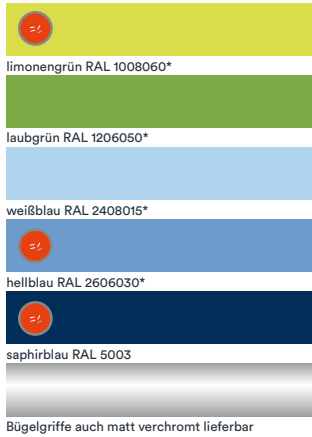 limonengrün RAL 1008060*
laubgrün RAL 1206050*
weißblau RAL 2408015*
hellblau RAL 2606030*
saphirblau RAL 5003
Bügelgriffe auch matt verchromt lieferbar